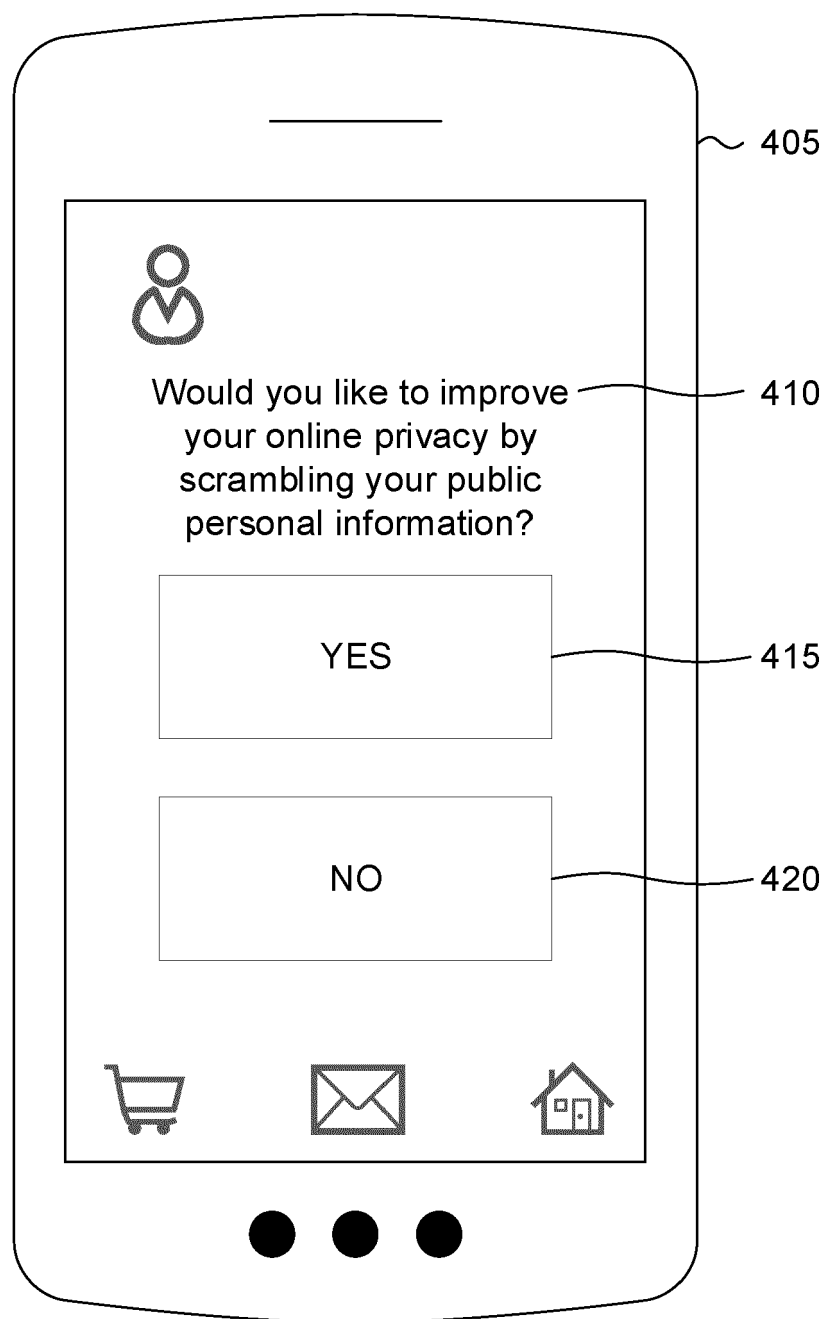 405
Would you like to improve
410
your online privacy by
scrambling your public
personal information?
YES
415
NO
420